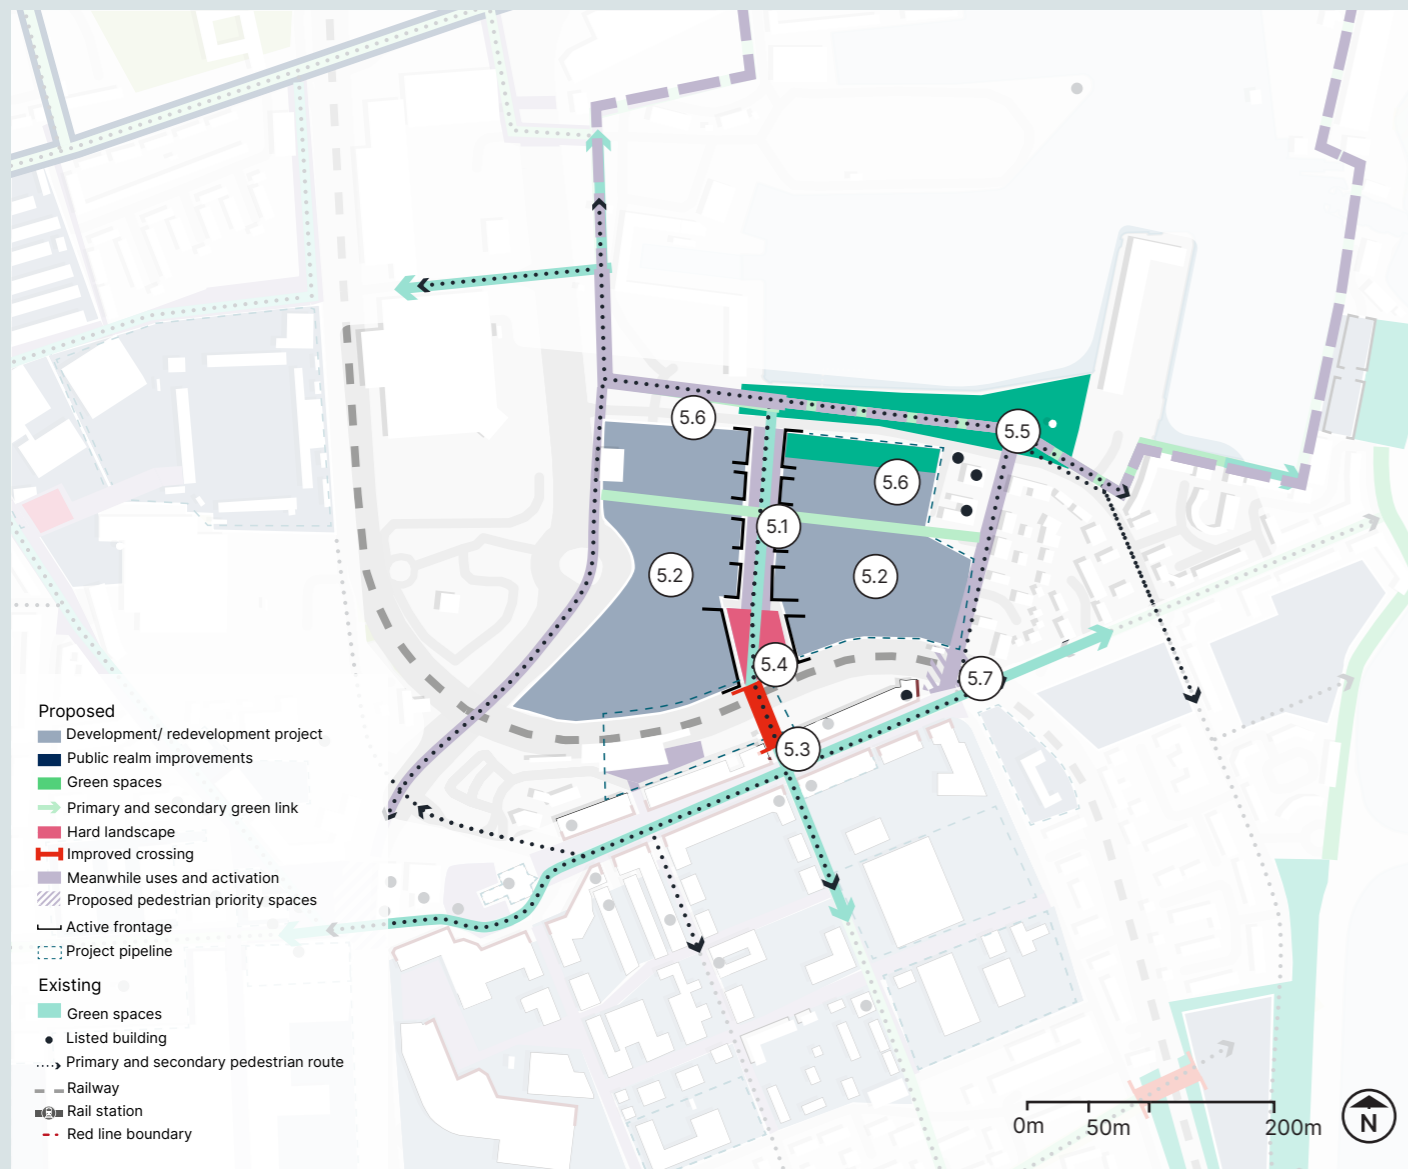 5.6
5.5
5.6
5.1
5.2
5.2
5.4
5.7
5.3
Proposed
Development/ redevelopment project
Public realm improvements
Green spaces
Primary and secondary green link
Hard landscape
Improved crossing
Meanwhile uses and activation
Proposed pedestrian priority spaces
Active frontage
Project pipeline
Existing
Green spaces
Listed building
Primary and secondary pedestrian route
Railway
Rail station
Red line boundary
0m 50m 200m
N